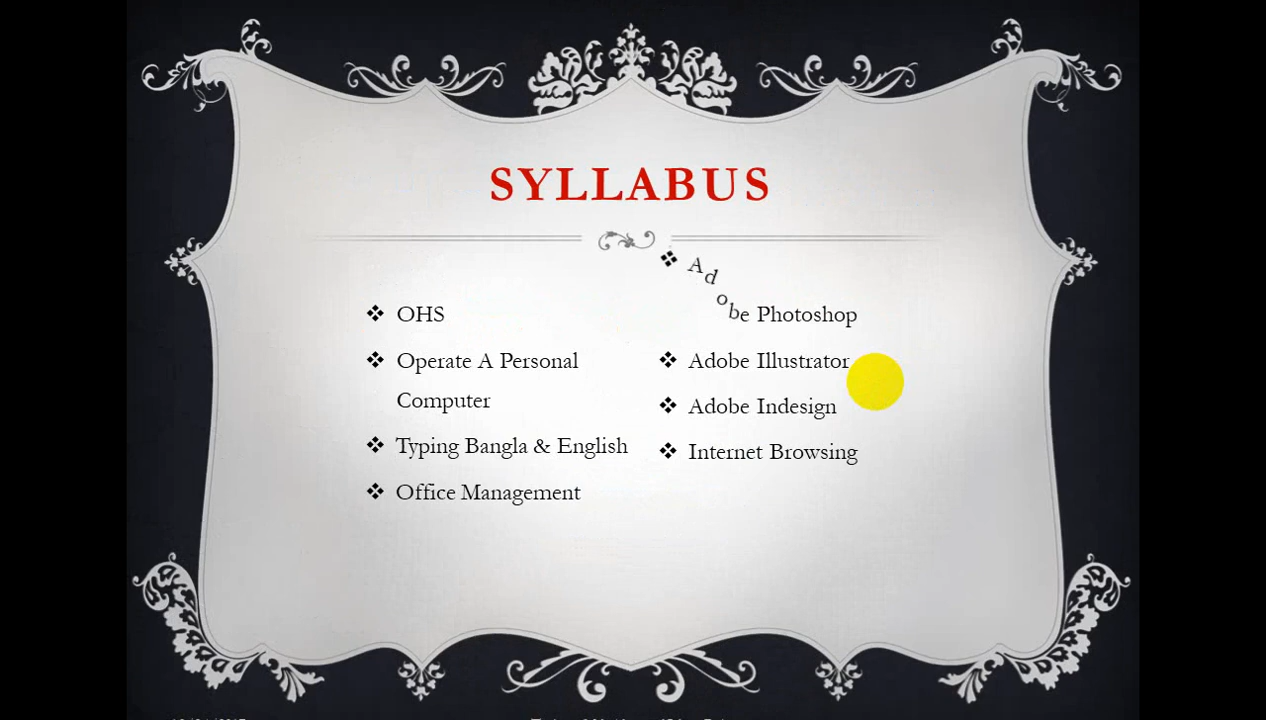 SYLLABUS
OHS
Operate A Personal
Computer
Typing Bangla & English
Office Management
Adobe Photoshop
Adobe Illustrator
Adobe Indesign
Internet Browsing